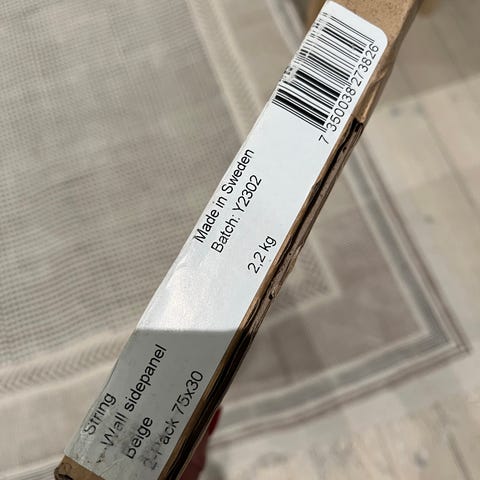 String
Wall sidepanel
Beige
2-Pack 75x30
Made in Sweden
Batch: Y2302
2,2 kg
7 350038 273826